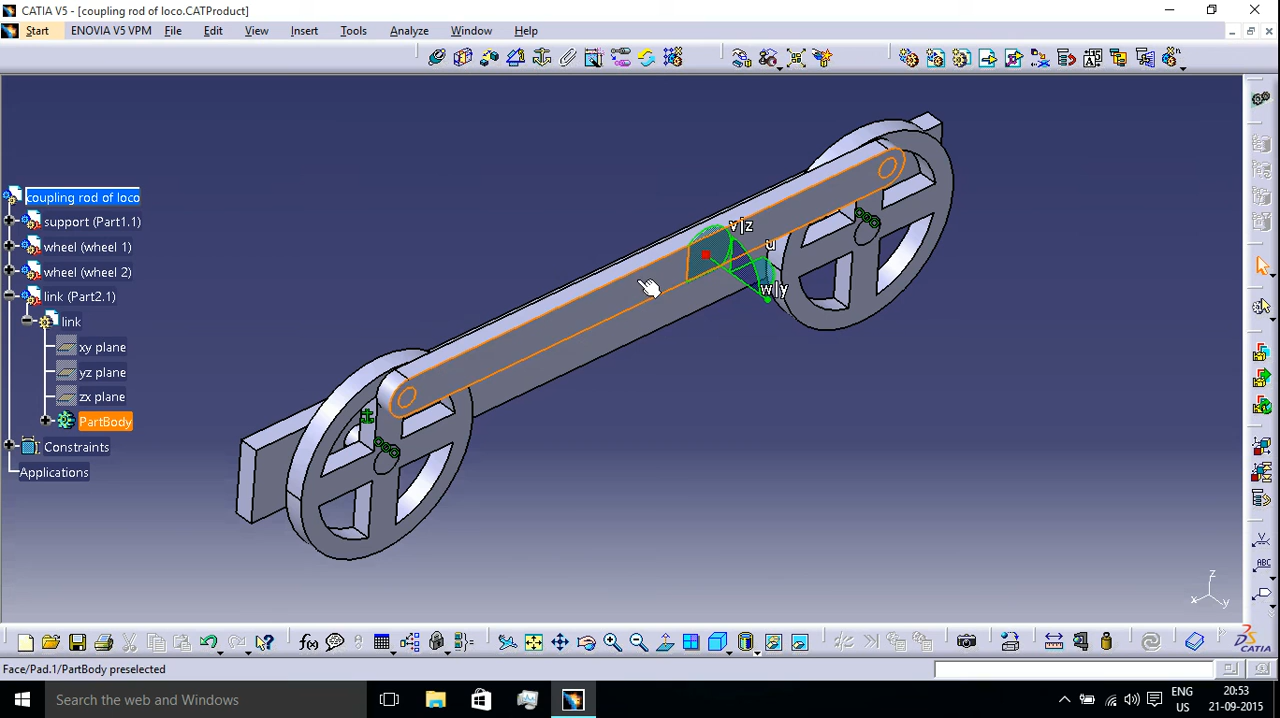 CATIA V5 - [coupling rod of loco.CATProduct]
Start ENOVIA V5 VPM File Edit View Insert Tools Analyze Window Help
coupling rod of loco
support (Part1.1)
wheel (wheel 1)
wheel (wheel 2)
link (Part2.1)
link
xy plane
yz plane
zx plane
PartBody
Constraints
Applications
v|z
u
w|y
z
x
y
ABC
f(x)
CATIA
Face/Pad.1/PartBody preselected
Search the web and Windows
ENG
US
20:53
21-09-2015